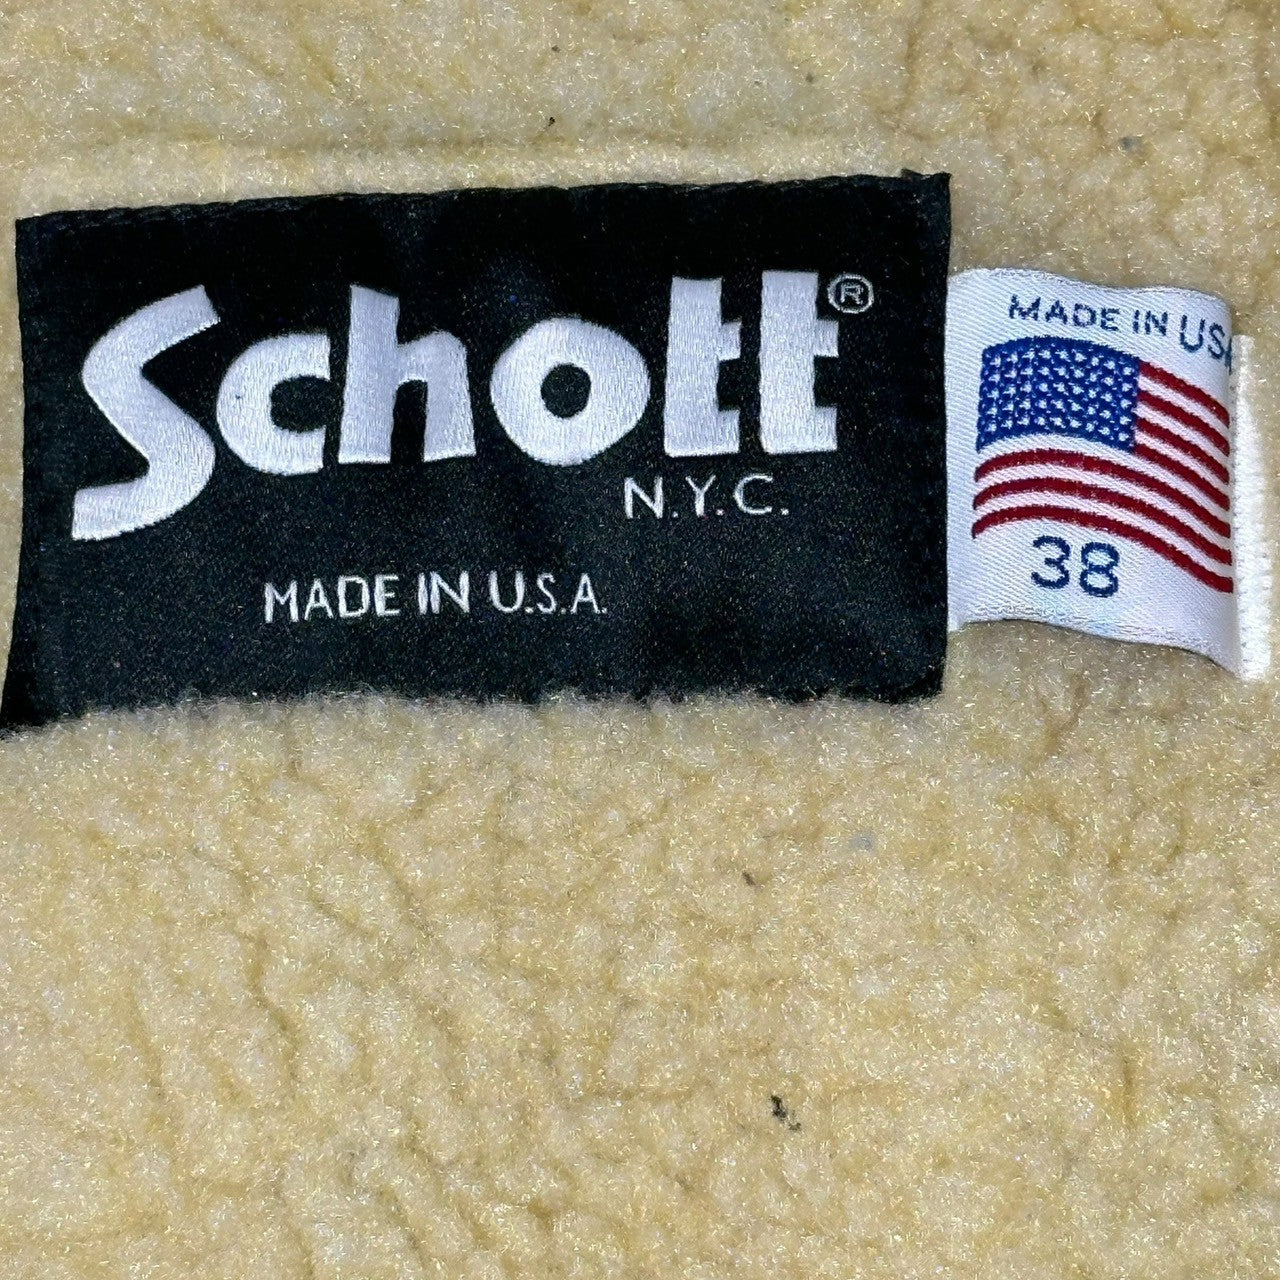 Schott®
N.Y.C.
MADE IN U.S.A.
MADE IN USA
38